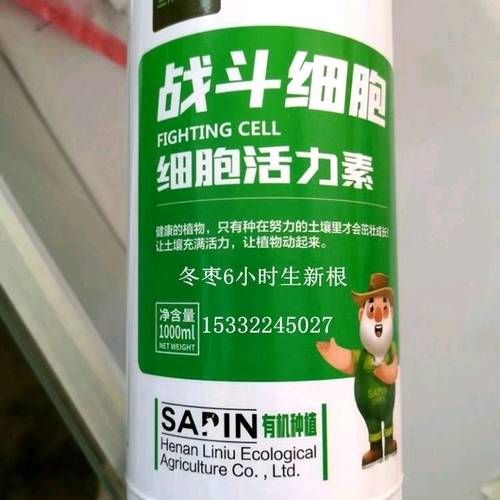 战斗细胞
FIGHTING CELL
细胞活力素
健康的植物，只有种在努力的土壤里才会茁壮成长！
让土壤充满活力，让植物动起来。
冬枣6小时生新根
净含量
1000ml
NET WEIGHT
15332245027
SAPIN 有机种植
Henan Liniu Ecological
Agriculture Co. , Ltd.
SAPIN